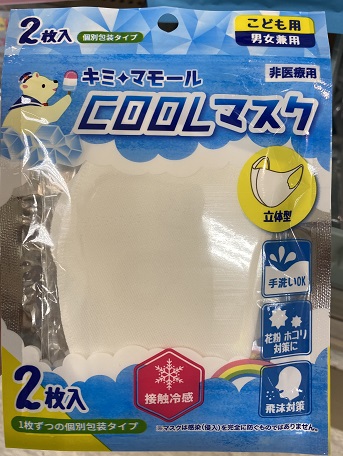 2枚入
個別包装タイプ
こども用
男女兼用
キミ✦マモール
非医療用
COOLマスク
立体型
手洗いOK
花粉 ホコリ
対策に
接触冷感
飛沫対策
2枚入
1枚ずつの個別包装タイプ
※マスクは感染(侵入)を完全に防ぐものではありません。